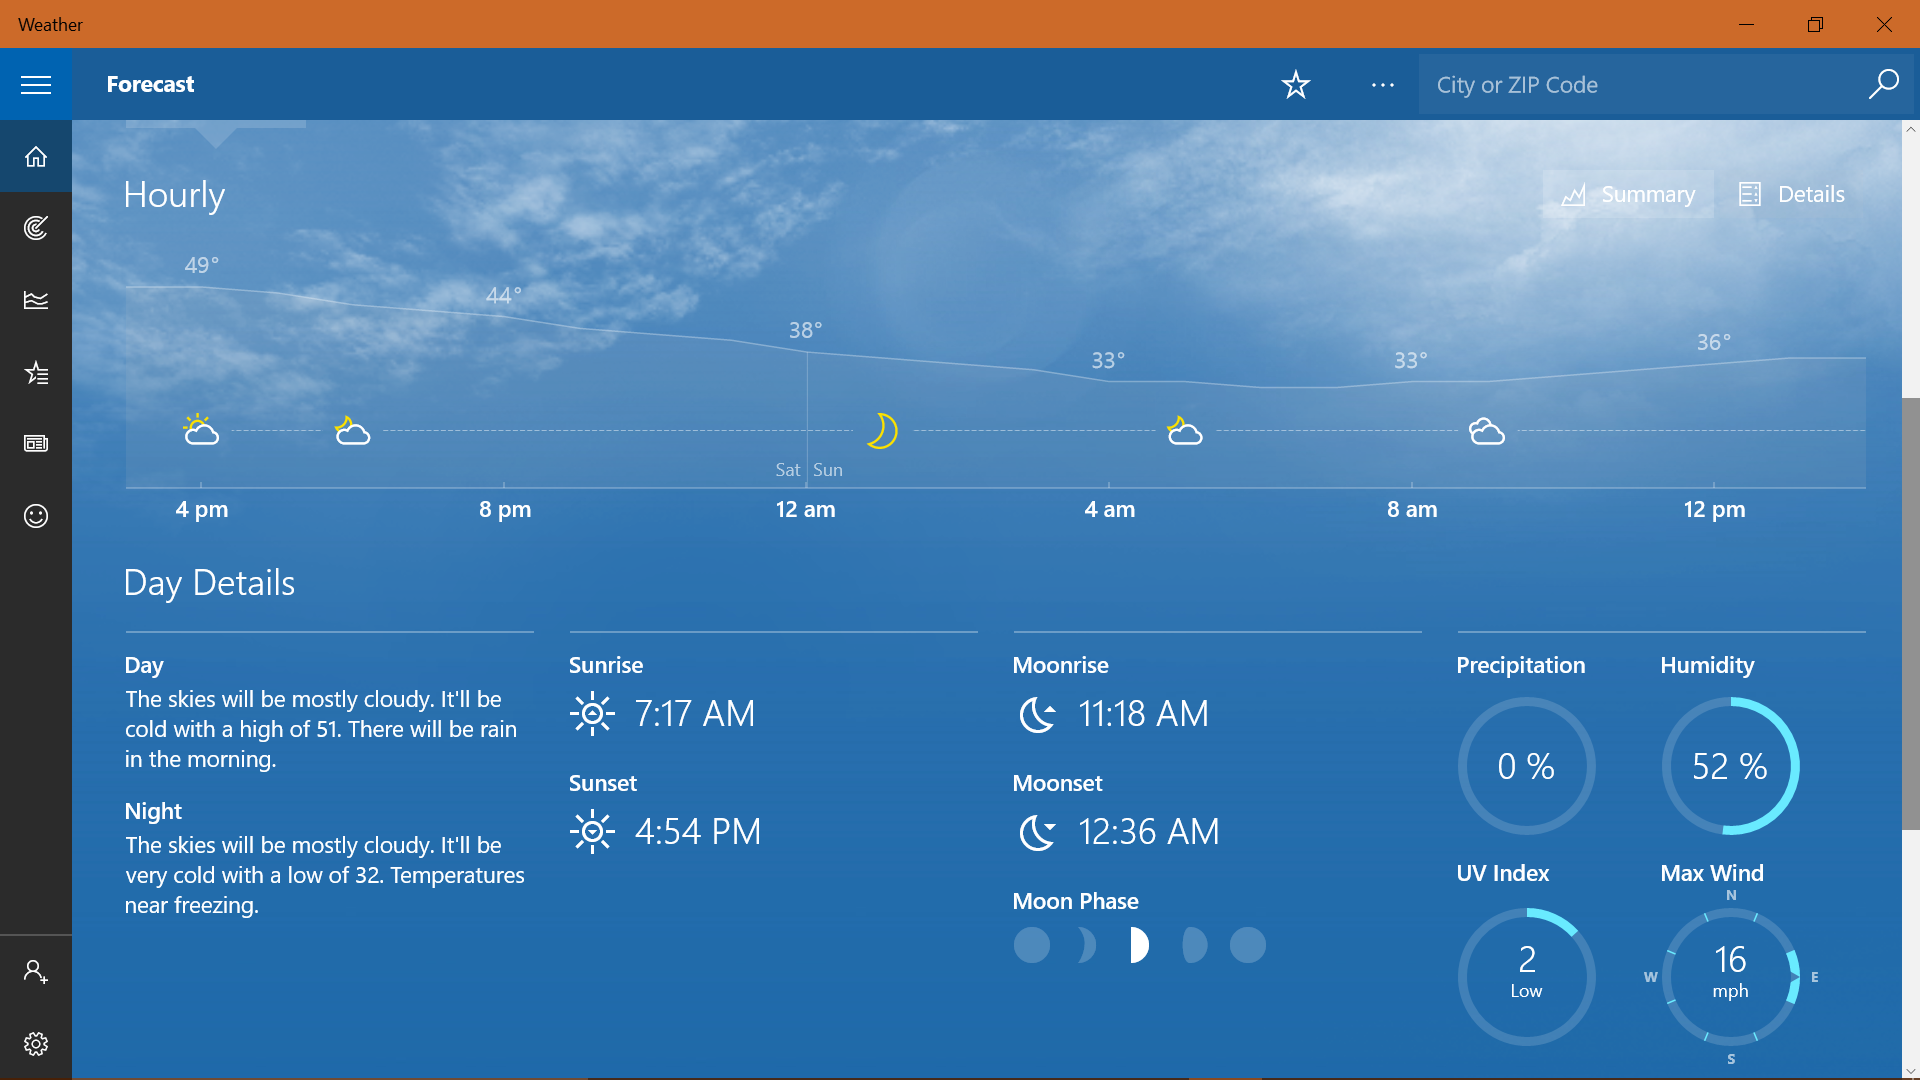 Weather
Forecast
City or ZIP Code
Hourly
Summary
Details
49°
44°
38°
33°
33°
36°
Sat
Sun
4 pm
8 pm
12 am
4 am
8 am
12 pm
Day Details
Day
The skies will be mostly cloudy. It'll be
cold with a high of 51. There will be rain
in the morning.
Night
The skies will be mostly cloudy. It'll be
very cold with a low of 32. Temperatures
near freezing.
Sunrise
7:17 AM
Sunset
4:54 PM
Moonrise
11:18 AM
Moonset
12:36 AM
Moon Phase
Precipitation
0 %
Humidity
52 %
UV Index
2
Low
Max Wind
N
W
16
mph
E
S